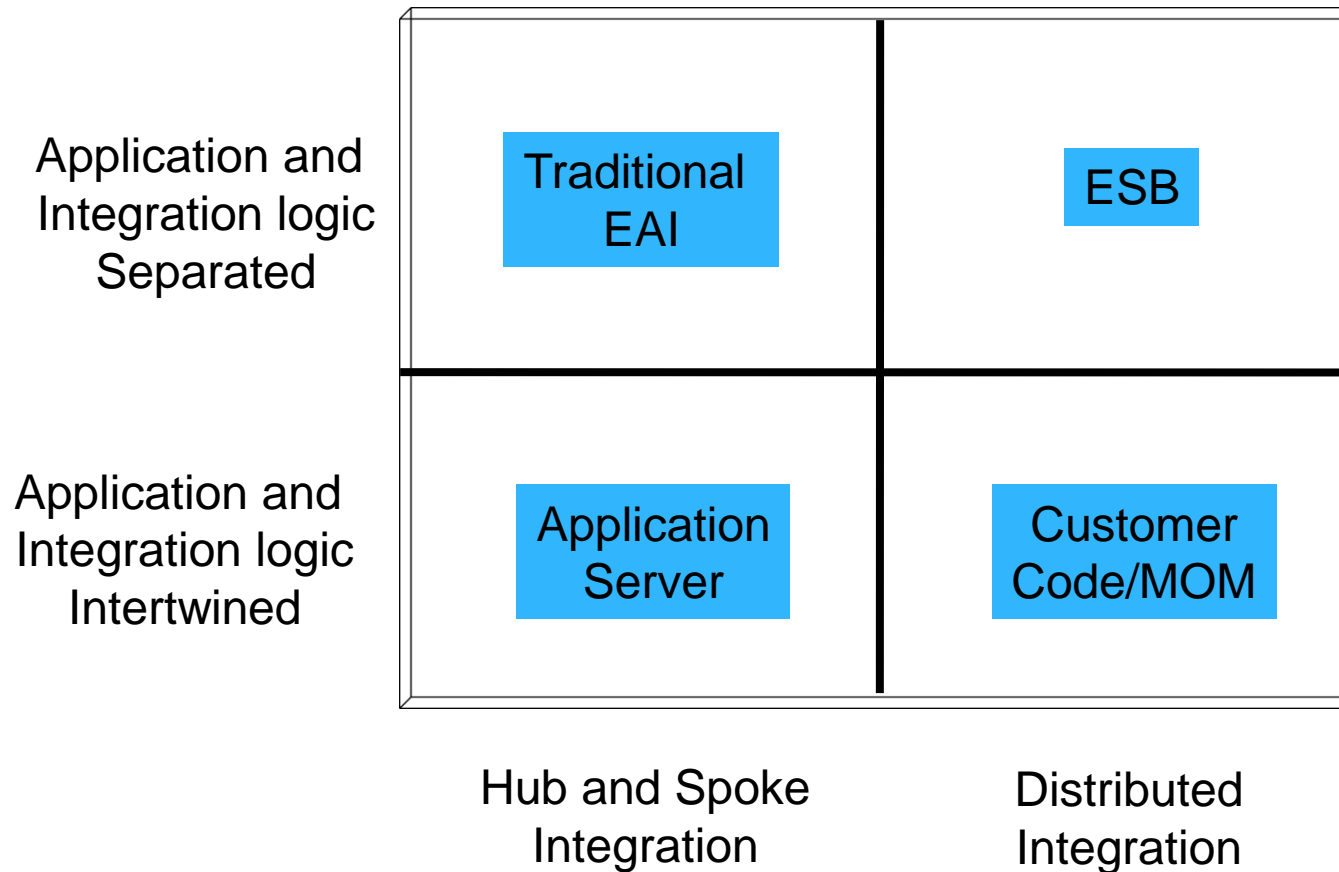 Application and
Integration logic
Separated
Traditional
EAI
ESB
Application and
Integration logic
Intertwined
Application
Server
Customer
Code/MOM
Hub and Spoke
Integration
Distributed
Integration